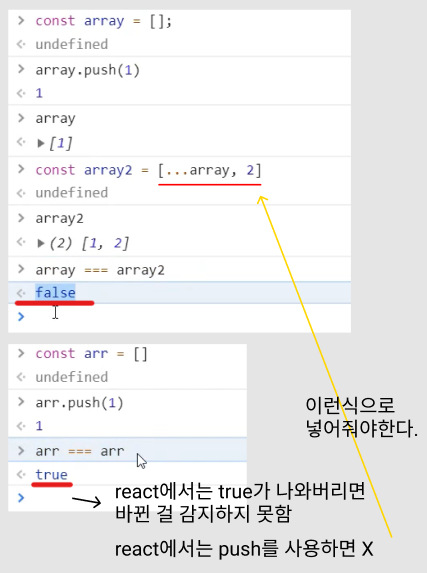 const array = [];
undefined
array.push(1)
1
array
[1]
const array2 = [...array, 2]
undefined
array2
(2) [1, 2]
array === array2
false
const arr = []
undefined
arr.push(1)
1
arr === arr
true
이런식으로
넣어줘야한다.
react에서는 true가 나와버리면
바뀐 걸 감지하지 못함
react에서는 push를 사용하면 X